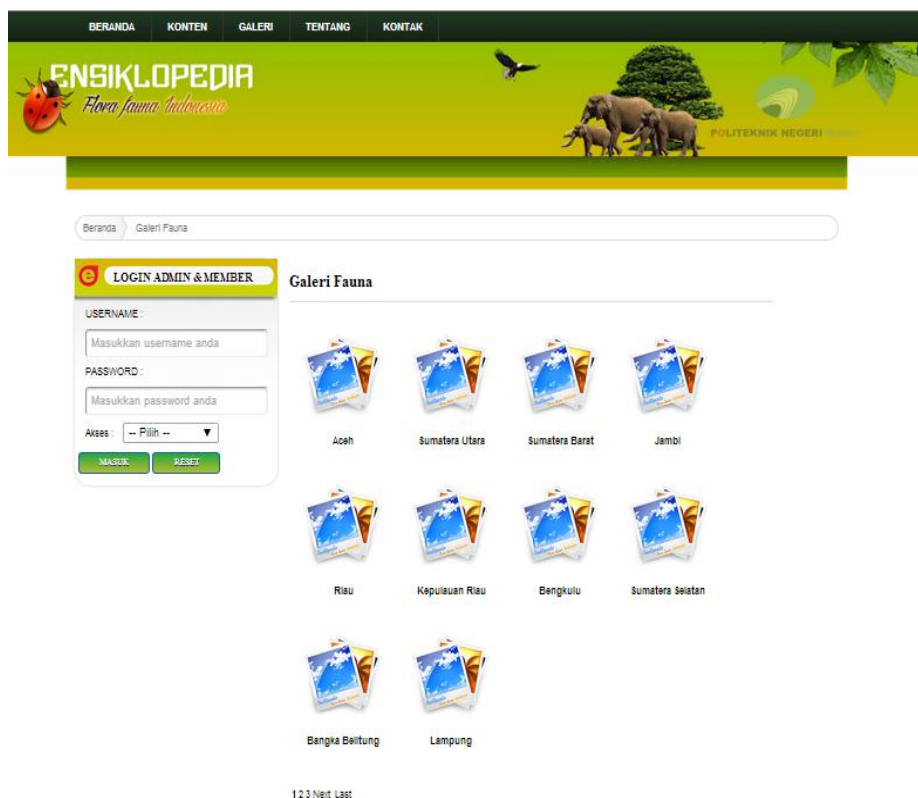 BERANDA KONTEN GALERI TENTANG KONTAK
ENSIKLOPEDIA
Flora fauna Indonesia
POLITEKNIK NEGERI
Beranda Galeri Fauna
LOGIN ADMIN & MEMBER
USERNAME :
Masukkan username anda
PASSWORD :
Masukkan password anda
Akses : -- Pilih --
MASUK RESET
Galeri Fauna
Aceh Sumatera Utara Sumatera Barat Jambi
Riau Kepulauan Riau Bengkulu Sumatera Selatan
Bangka Belitung Lampung
1 2 3 Next Last